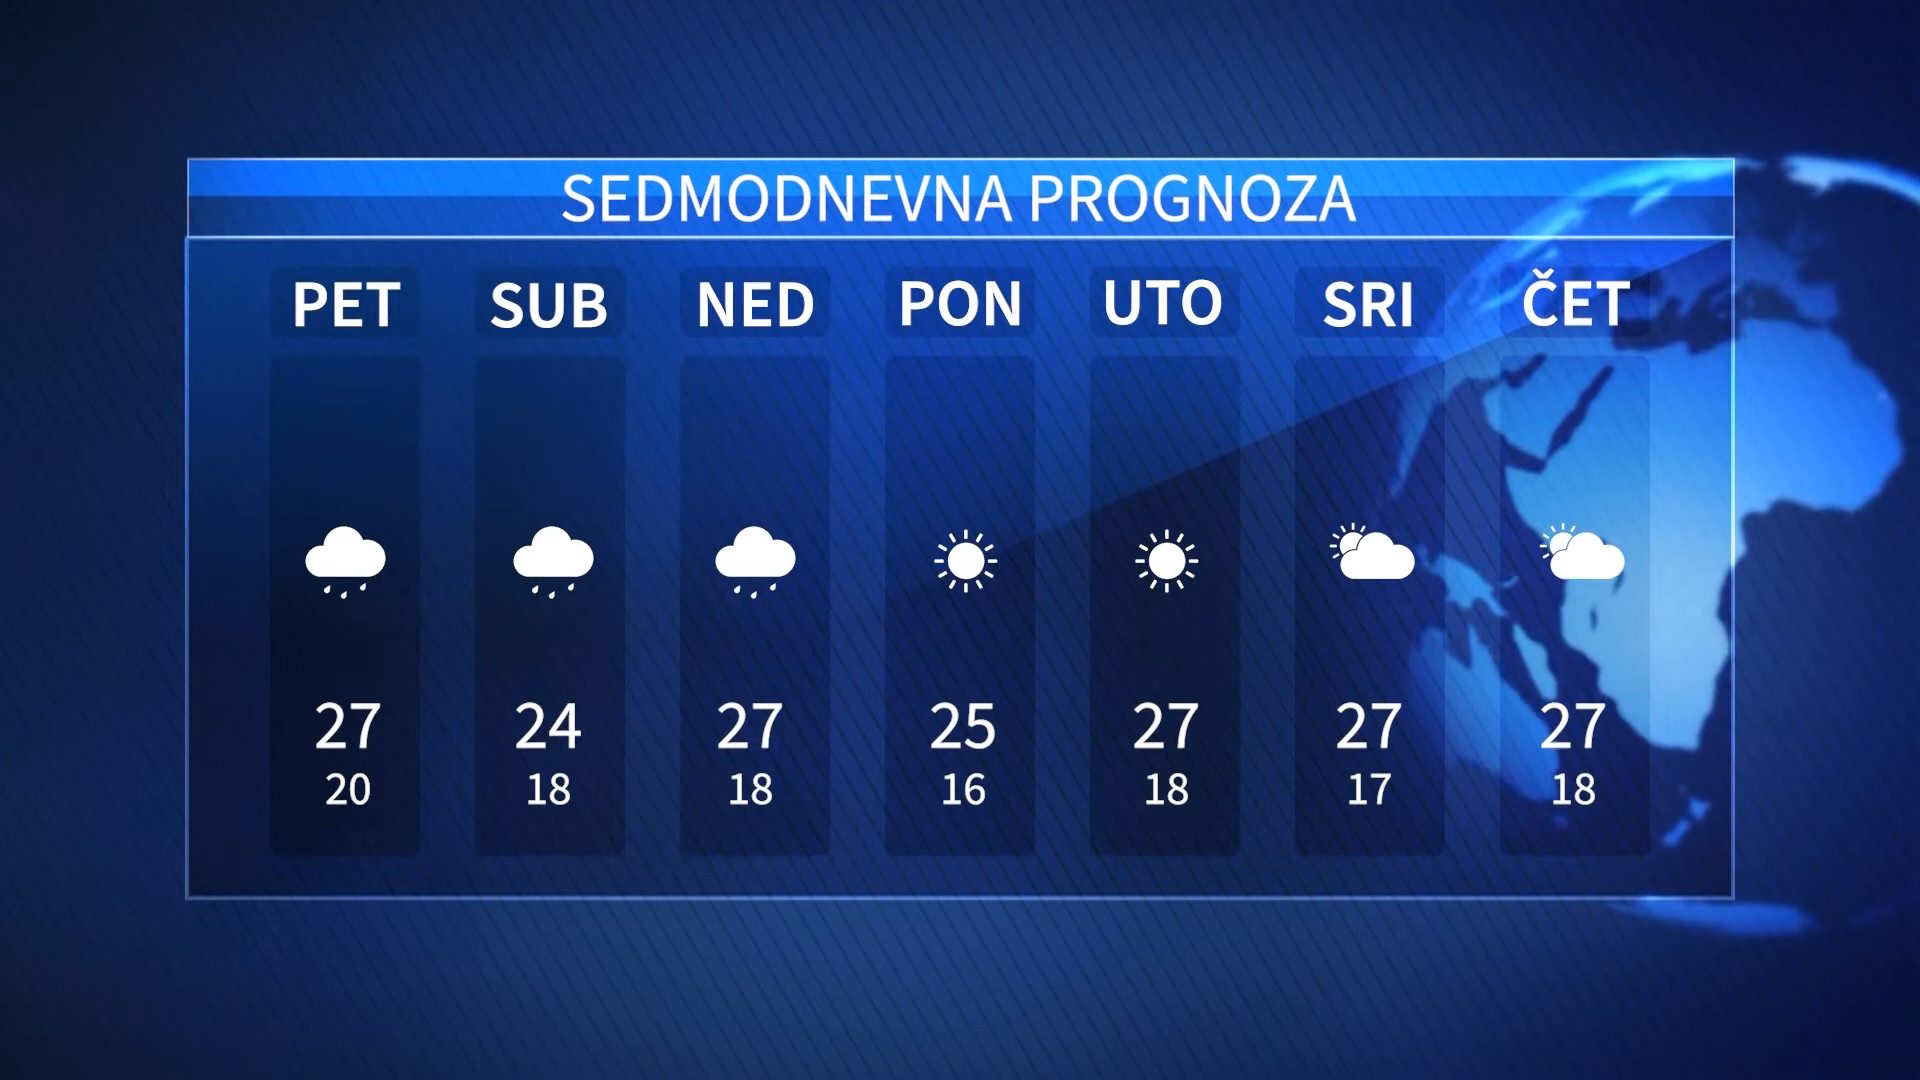 SEDMODNEVNA PROGNOZA
PET SUB NED PON UTO SRI ČET
27 24 27 25 27 27 27
20 18 18 16 18 17 18